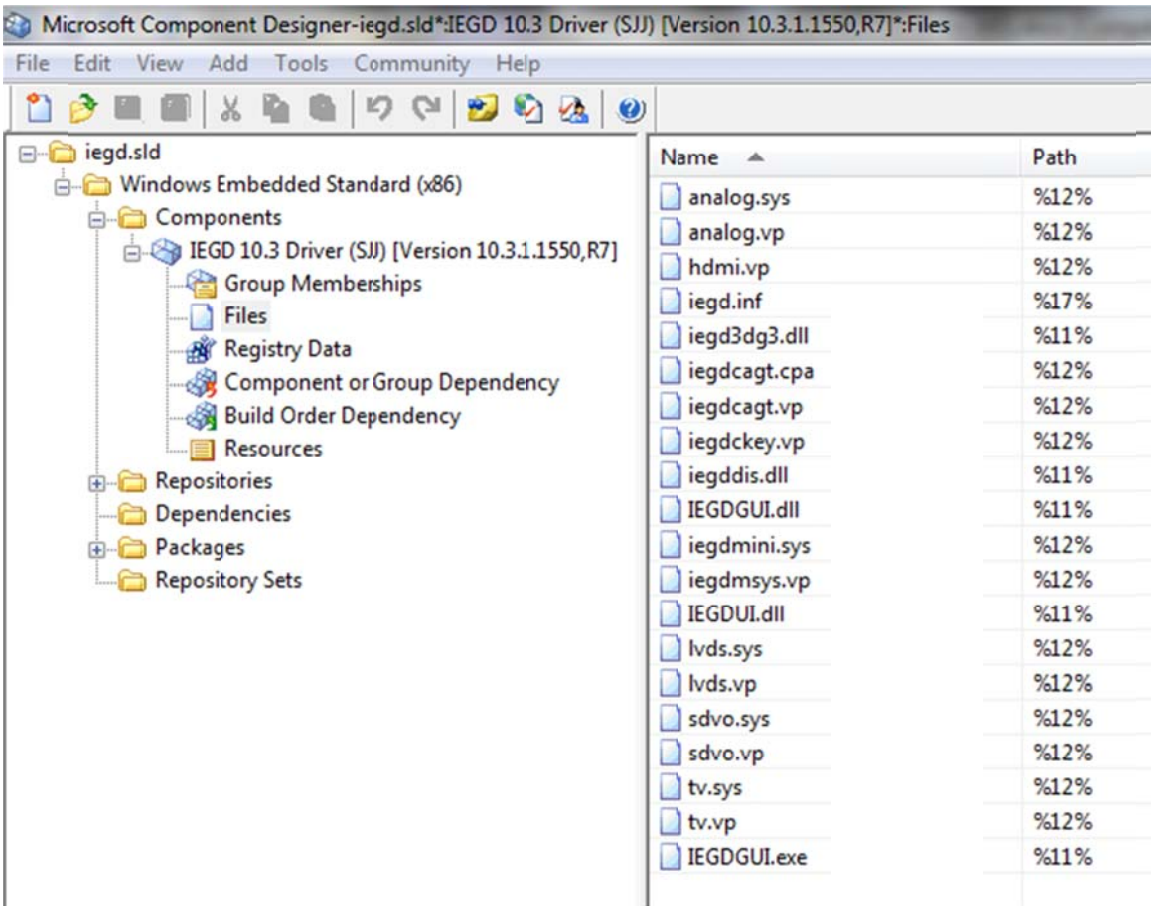 Microsoft Component Designer-iegd.sld*:IEGD 10.3 Driver (SJJ) [Version 10.3.1.1550,R7]*:Files
File Edit View Add Tools Community Help
iegd.sld
Windows Embedded Standard (x86)
Components
IEGD 10.3 Driver (SJJ) [Version 10.3.1.1550,R7]
Group Memberships
Files
Registry Data
Component or Group Dependency
Build Order Dependency
Resources
Repositories
Dependencies
Packages
Repository Sets
Name Path
analog.sys %12%
analog.vp %12%
hdmi.vp %12%
iegd.inf %17%
iegd3dg3.dll %11%
iegdcagt.cpa %12%
iegdcagt.vp %12%
iegdckey.vp %12%
iegddis.dll %11%
IEGDGUI.dll %11%
iegdmini.sys %12%
iegdmsys.vp %12%
IEGDUI.dll %11%
lvds.sys %12%
lvds.vp %12%
sdvo.sys %12%
sdvo.vp %12%
tv.sys %12%
tv.vp %12%
IEGDGUI.exe %11%